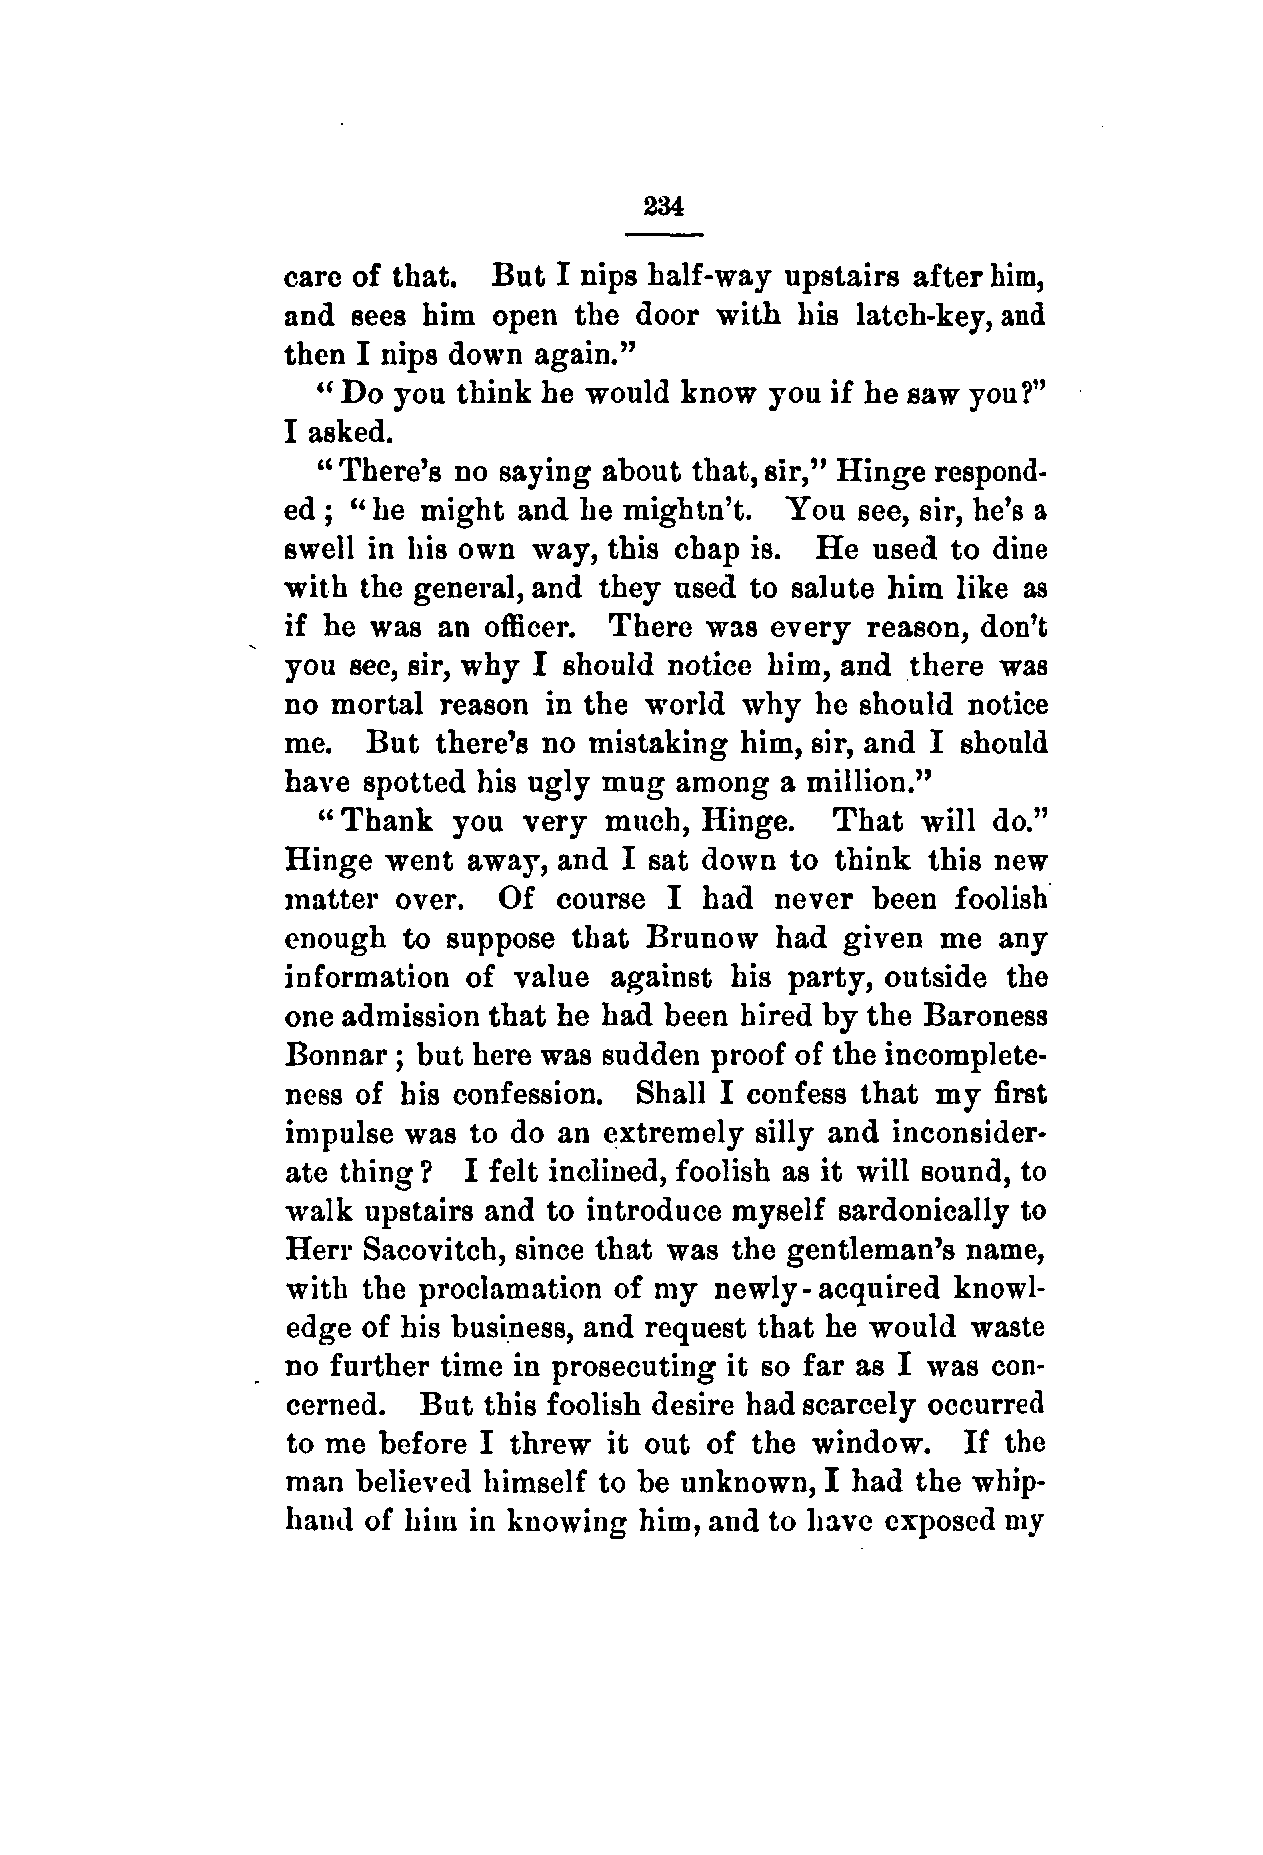 234
care of that. But I nips half-way upstairs after him,
and sees him open the door with his latch-key, and
then I nips down again."
"Do you think he would know you if he saw you?"
I asked.
"There's no saying about that, sir," Hinge respond-
ed; "he might and he mightn't. You see, sir, he's a
swell in his own way, this chap is. He used to dine
with the general, and they used to salute him like as
if he was an officer. There was every reason, don't
you see, sir, why I should notice him, and there was
no mortal reason in the world why he should notice
me. But there's no mistaking him, sir, and I should
have spotted his ugly mug among a million."
"Thank you very much, Hinge. That will do."
Hinge went away, and I sat down to think this new
matter over. Of course I had never been foolish
enough to suppose that Brunow had given me any
information of value against his party, outside the
one admission that he had been hired by the Baroness
Bonnar; but here was sudden proof of the incomplete-
ness of his confession. Shall I confess that my first
impulse was to do an extremely silly and inconsider-
ate thing? I felt inclined, foolish as it will sound, to
walk upstairs and to introduce myself sardonically to
Herr Sacovitch, since that was the gentleman's name,
with the proclamation of my newly-acquired knowl-
edge of his business, and request that he would waste
no further time in prosecuting it so far as I was con-
cerned. But this foolish desire had scarcely occurred
to me before I threw it out of the window. If the
man believed himself to be unknown, I had the whip-
hand of him in knowing him, and to have exposed my